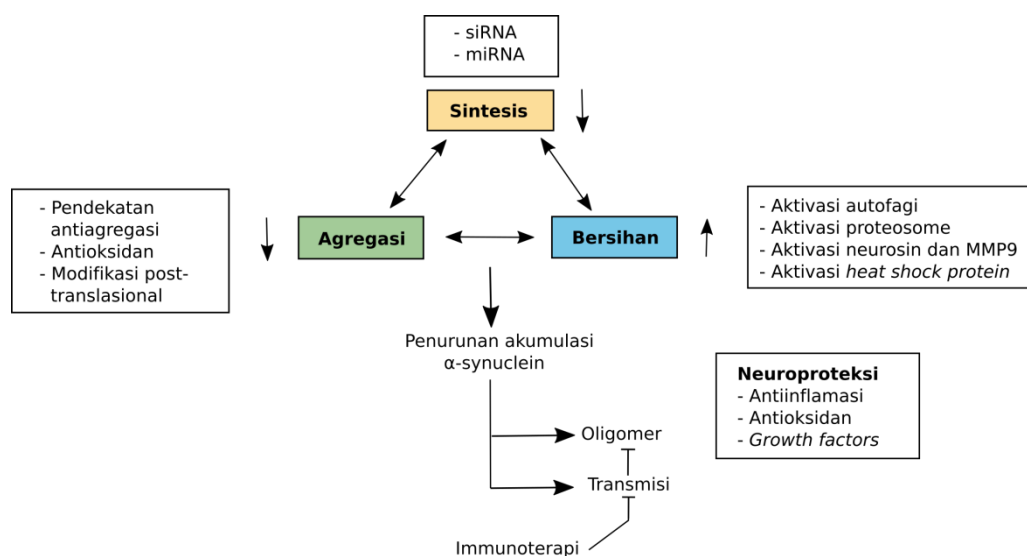 - siRNA
- miRNA
Sintesis
- Pendekatan
antiagregasi
- Antioksidan
- Modifikasi post-
translasional
Agregasi
Bersihan
- Aktivasi autofagi
- Aktivasi proteosome
- Aktivasi neurosin dan MMP9
- Aktivasi heat shock protein
Penurunan akumulasi
α-synuclein
Neuroproteksi
- Antiinflamasi
- Antioksidan
- Growth factors
Oligomer
Transmisi
Immunoterapi